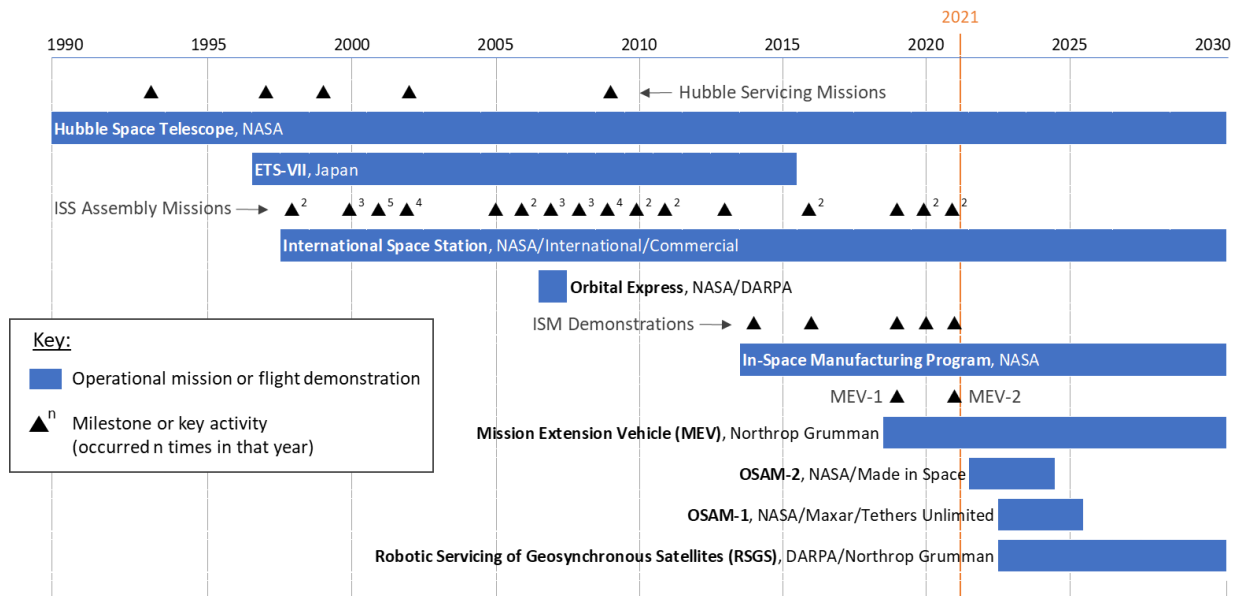 2021
1990 1995 2000 2005 2010 2015 2020 2025 2030
Hubble Servicing Missions
Hubble Space Telescope, NASA
ETS-VII, Japan
ISS Assembly Missions 2 3 5 4 2 3 3 4 2 2 2 2 2
International Space Station, NASA/International/Commercial
Orbital Express, NASA/DARPA
ISM Demonstrations
In-Space Manufacturing Program, NASA
MEV-1 MEV-2
Mission Extension Vehicle (MEV), Northrop Grumman
OSAM-2, NASA/Made in Space
OSAM-1, NASA/Maxar/Tethers Unlimited
Robotic Servicing of Geosynchronous Satellites (RSGS), DARPA/Northrop Grumman
Key:
Operational mission or flight demonstration
n Milestone or key activity
(occurred n times in that year)